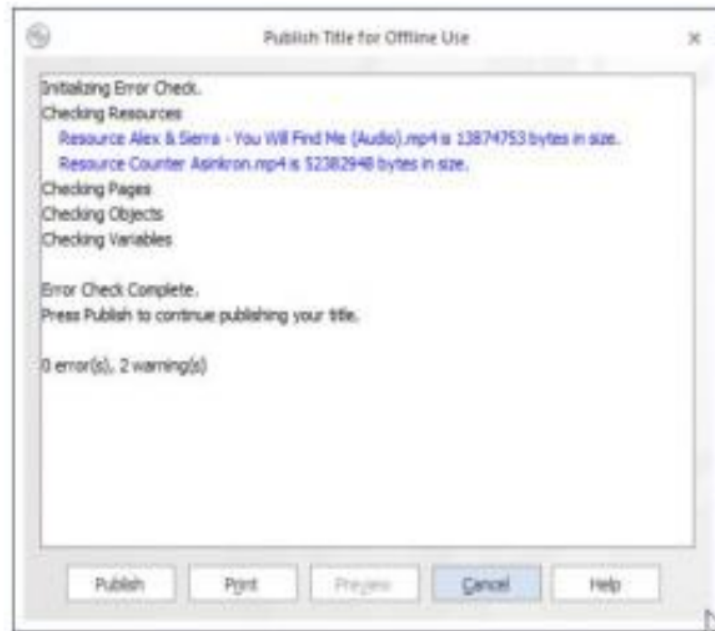 Publish Title for Offline Use
Initializing Error Check.
Checking Resources
Resource Alex & Sierra - You Will Find Me (Audio).mp4 is 13874753 bytes in size.
Resource Counter Asinkron.mp4 is 52382948 bytes in size.
Checking Pages
Checking Objects
Checking Variables
Error Check Complete.
Press Publish to continue publishing your title.
0 error(s), 2 warning(s)
Publish Print Preview Cancel Help